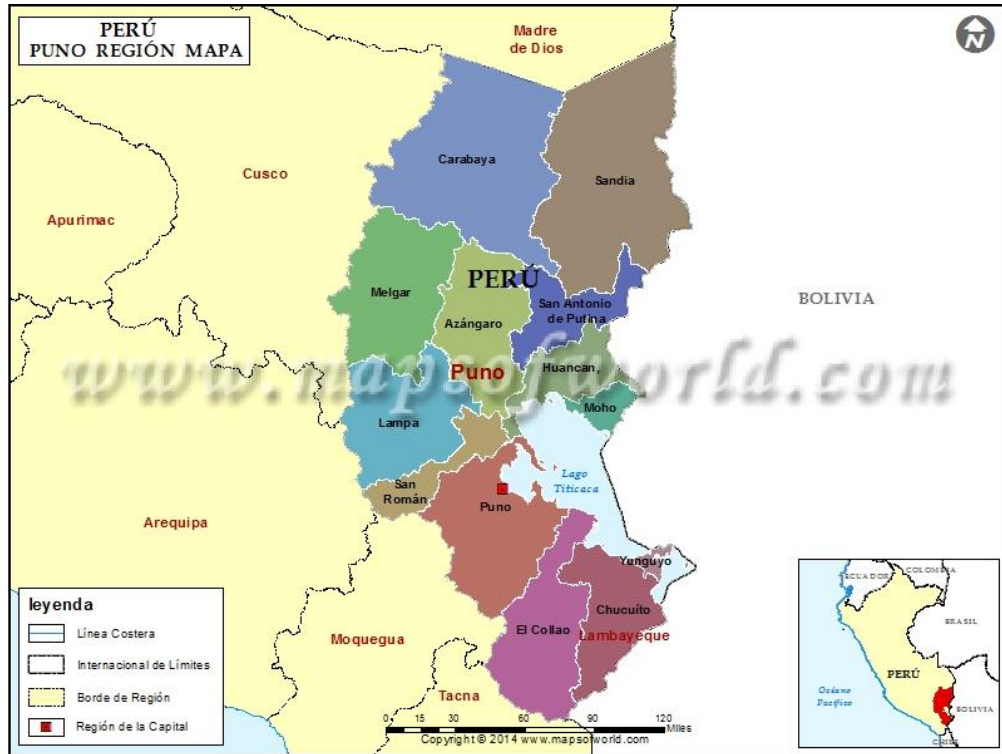 PERÚ
PUNO REGIÓN MAPA
Madre
de Dios
N
Cusco
Carabaya
Sandia
Apurimac
PERÚ
Melgar
San Antonio
de Putina
BOLIVIA
Azángaro
www.mapsofworld.com
Puno
Huancan,
Moho
Lampa
Lago
Titicaca
San
Román
Puno
Arequipa
Yunguyo
Chucuíto
El Collao
Lambayeque
Moquegua
Tacna
leyenda
Línea Costera
Internacional de Límites
Borde de Región
Región de la Capital
0 15 30 60 90 120
Miles
Copyright © 2014 www.mapsofworld.com
ECUADOR
COLOMBIA
BRASIL
PERÚ
Océano
Pacífico
BOLIVIA
CHILE